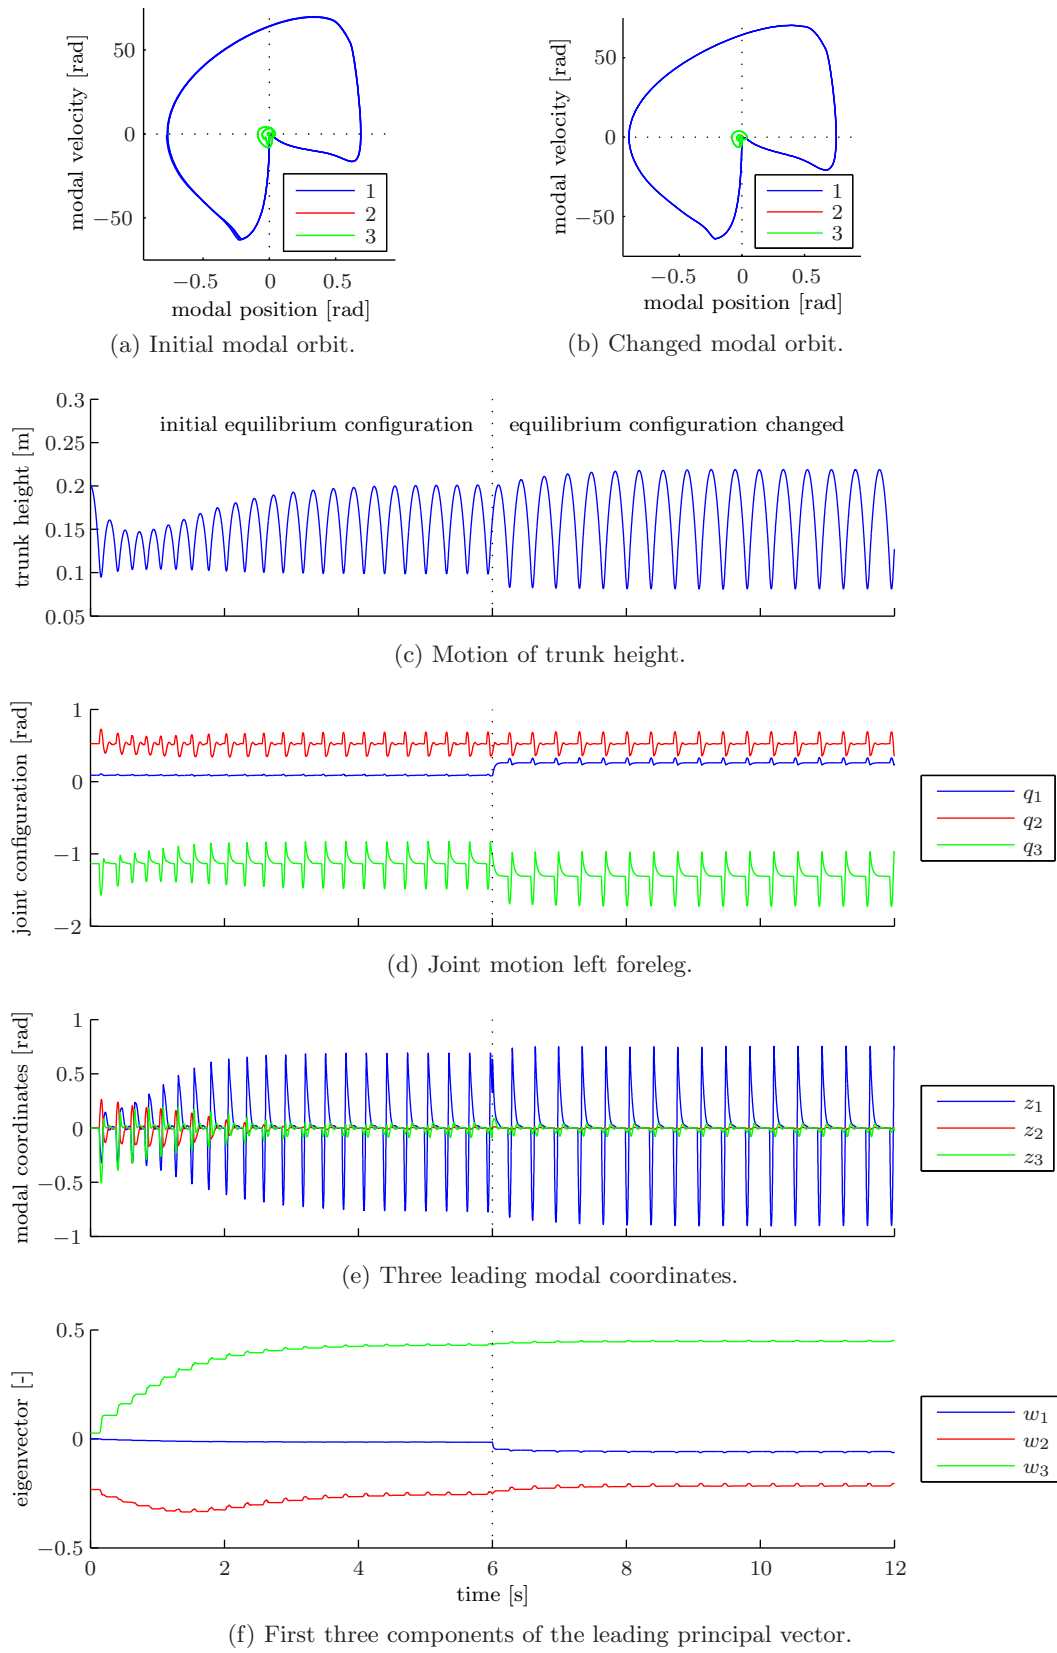 50
0
−50
modal velocity [rad]
−0.5 0 0.5
modal position [rad]
1
2
3
(a) Initial modal orbit.
50
0
−50
modal velocity [rad]
−0.5 0 0.5
modal position [rad]
1
2
3
(b) Changed modal orbit.
0.3
0.25
0.2
0.15
0.1
0.05
trunk height [m]
initial equilibrium configuration
equilibrium configuration changed
2 4 6 8 10 12
(c) Motion of trunk height.
1
0
−1
−2
joint configuration [rad]
q1
q2
q3
(d) Joint motion left foreleg.
1
0.5
0
−0.5
−1
modal coordinates [rad]
z1
z2
z3
(e) Three leading modal coordinates.
0.5
0
−0.5
eigenvector [-]
w1
w2
w3
0 2 4 6 8 10 12
time [s]
(f) First three components of the leading principal vector.